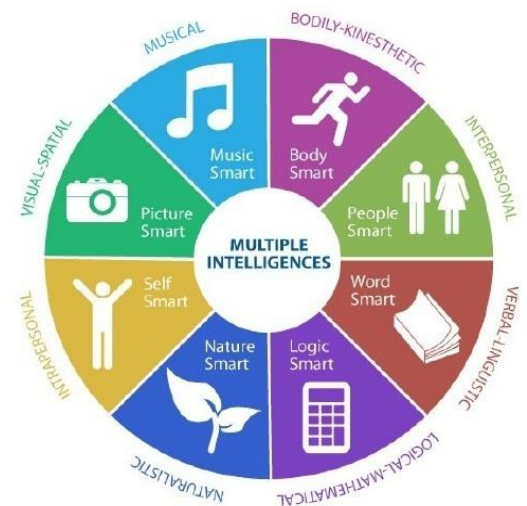 MUSICAL
BODILY-KINESTHETIC
VISUAL-SPATIAL
INTERPERSONAL
Music
Smart
Body
Smart
Picture
Smart
People
Smart
MULTIPLE
INTELLIGENCES
Self
Smart
Word
Smart
Nature
Smart
Logic
Smart
INTRAPERSONAL
VERBAL-LINGUISTIC
NATURALISTIC
LOGICAL-MATHEMATICAL